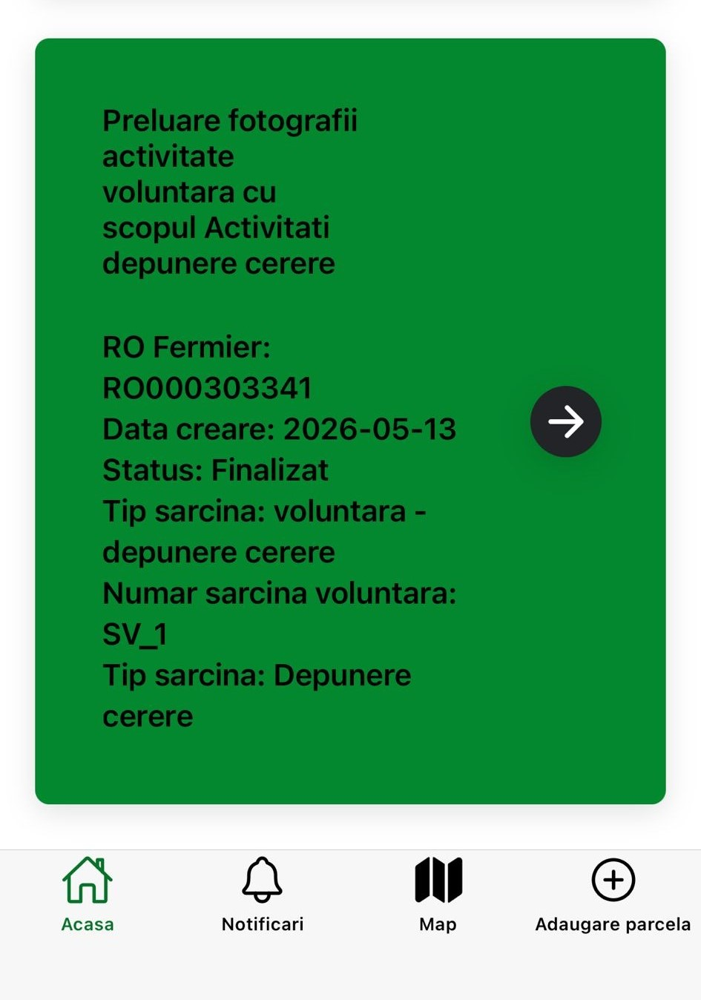 Preluare fotografii
activitate
voluntara cu
scopul Activitati
depunere cerere
RO Fermier:
RO000303341
Data creare: 2026-05-13
Status: Finalizat
Tip sarcina: voluntara -
depunere cerere
Numar sarcina voluntara:
SV_1
Tip sarcina: Depunere
cerere
Acasa
Notificari
Map
Adaugare parcela